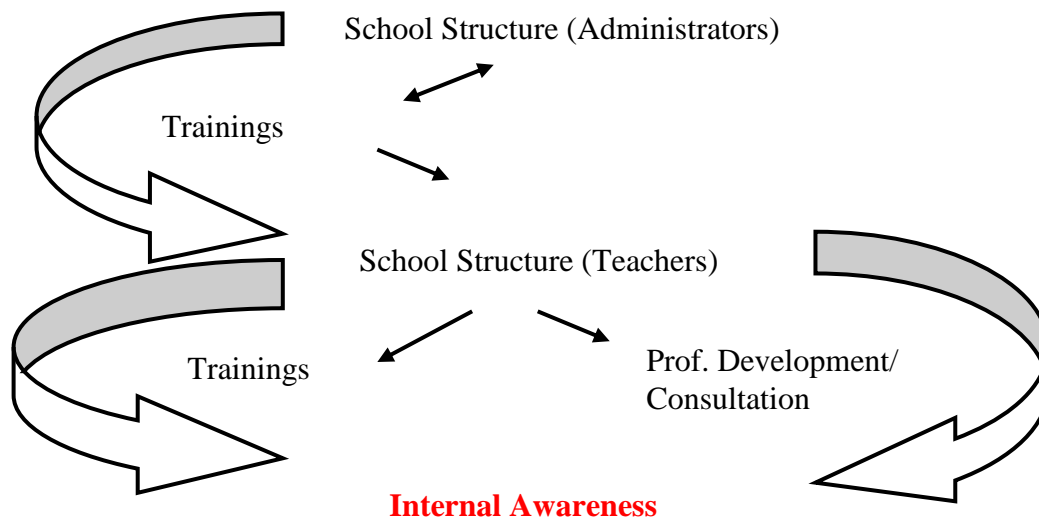 School Structure (Administrators)
Trainings
School Structure (Teachers)
Trainings
Prof. Development/
Consultation
Internal Awareness